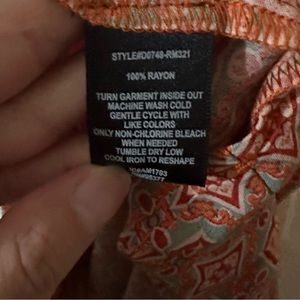 STYLE#D0748-RM321
100% RAYON
TURN GARMENT INSIDE OUT
MACHINE WASH COLD
GENTLE CYCLE WITH
LIKE COLORS
ONLY NON-CHLORINE BLEACH
WHEN NEEDED
TUMBLE DRY LOW
COOL IRON TO RESHAPE